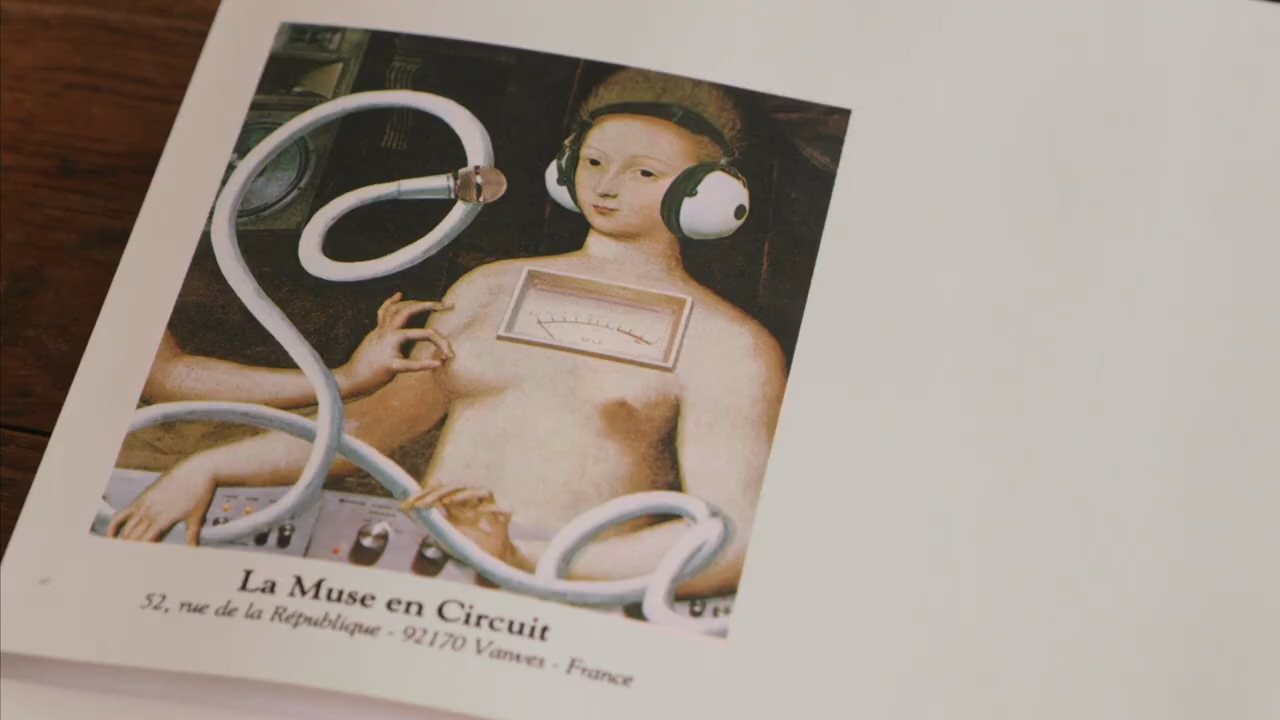 La Muse en Circuit
52, rue de la République - 92170 Vanves - France